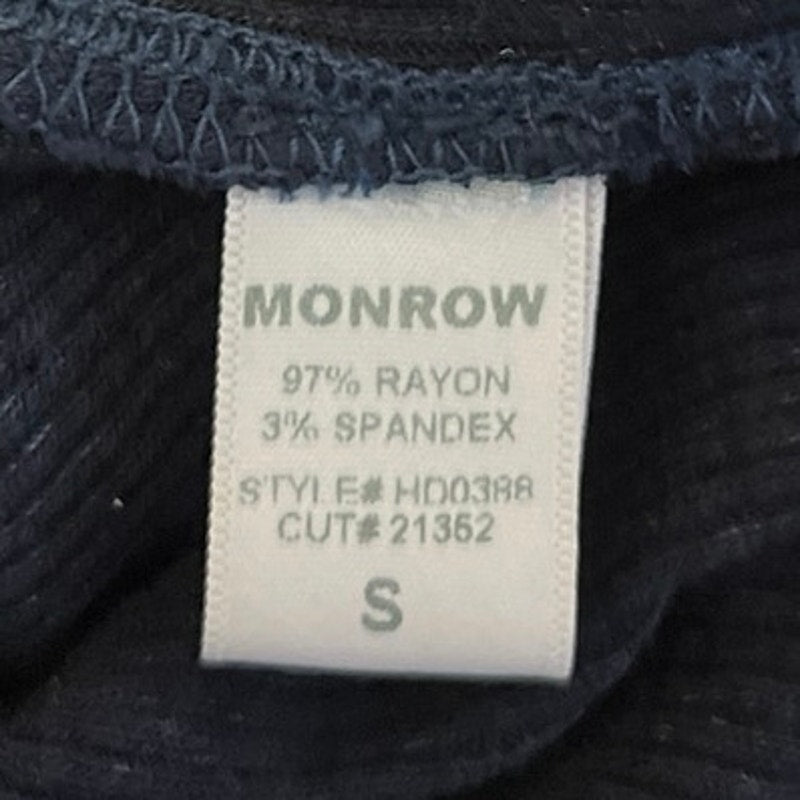 MONROW
97% RAYON
3% SPANDEX
STYLE# HD0388
CUT# 21352
S